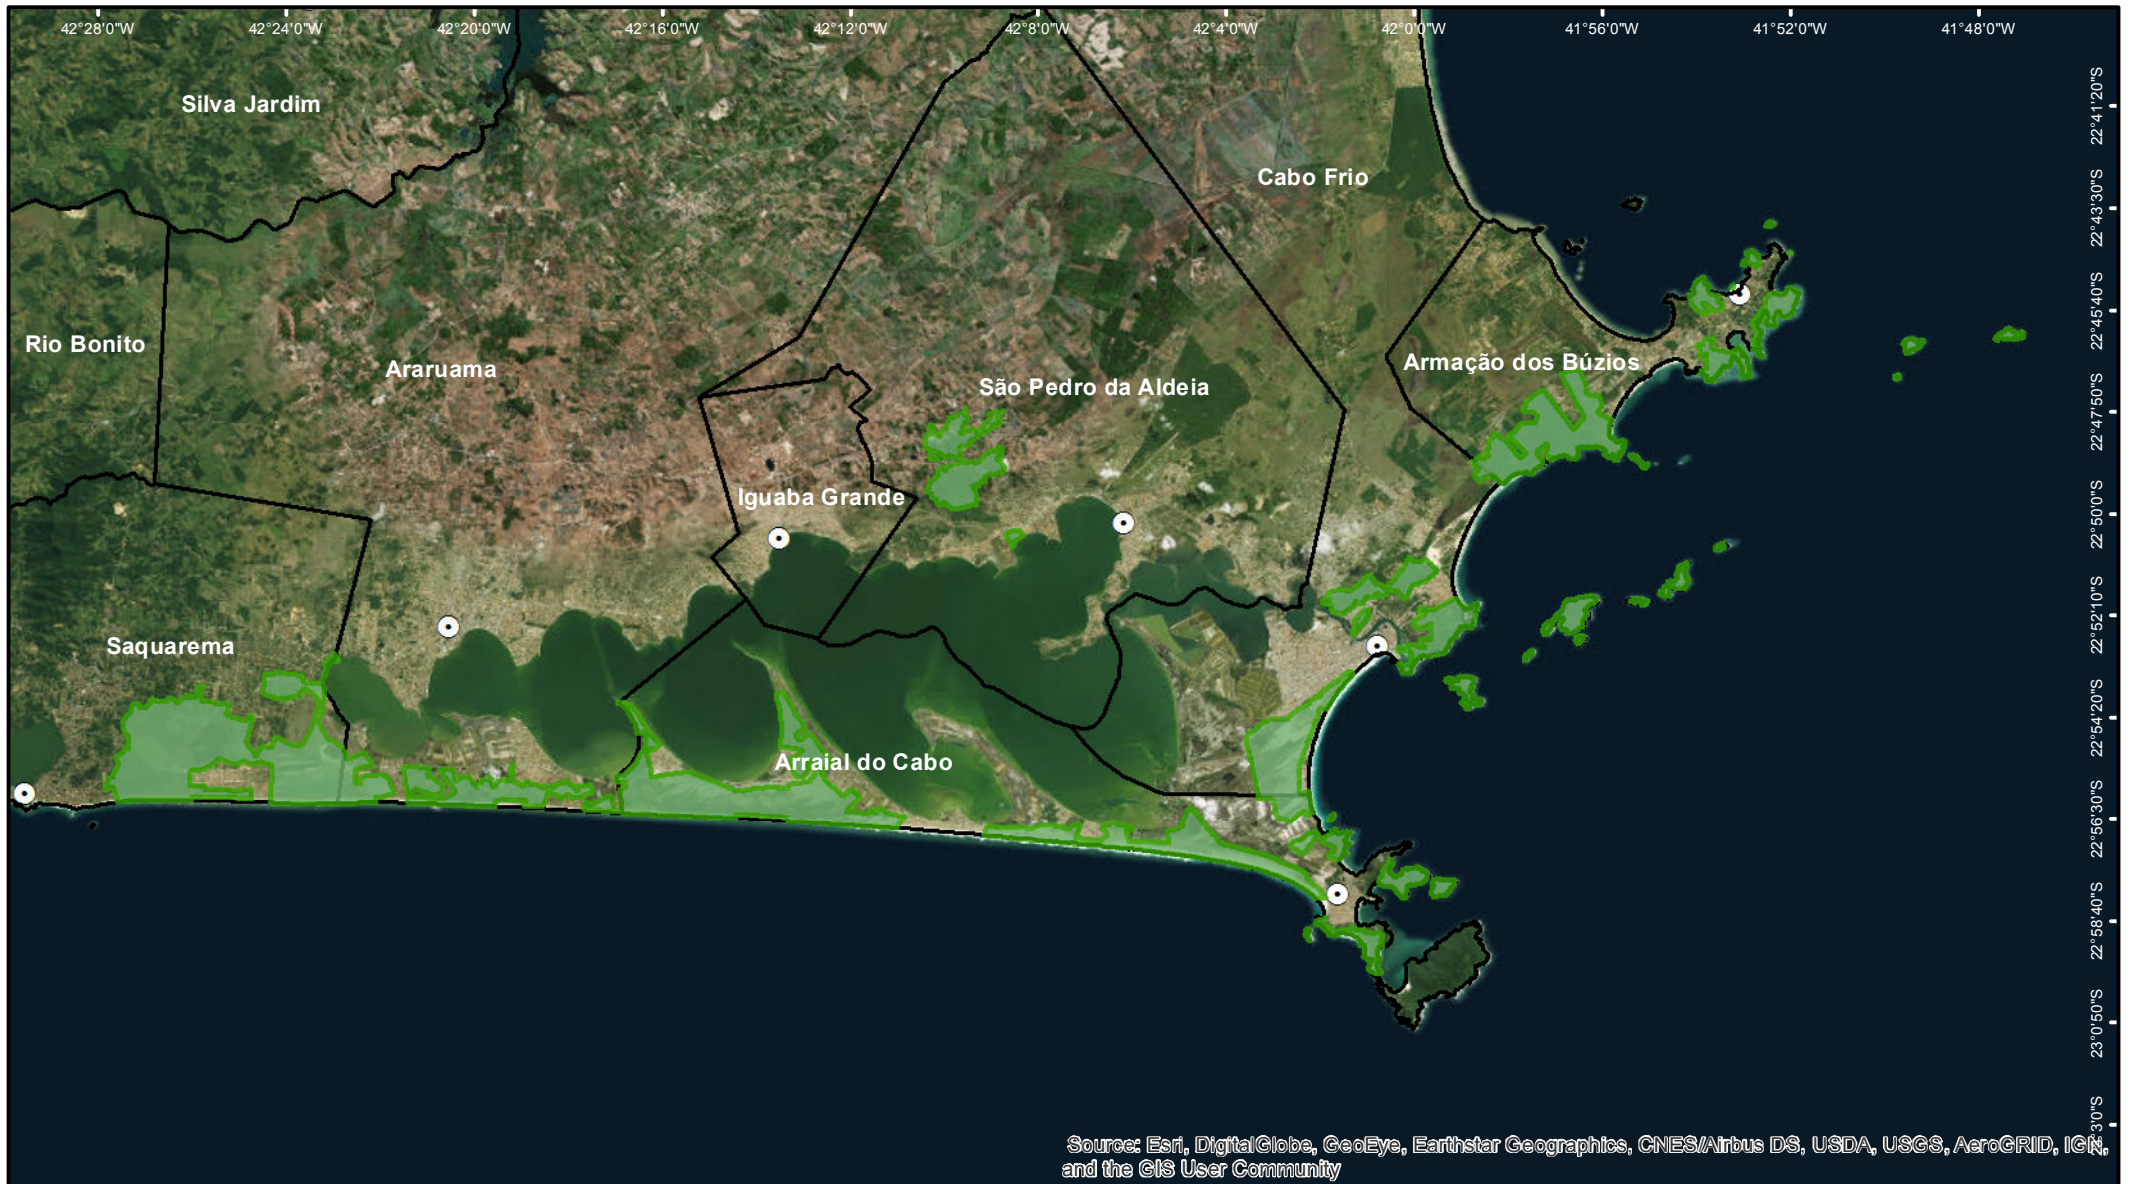 42°28'0"W 42°24'0"W 42°20'0"W 42°16'0"W 42°12'0"W 42°8'0"W 42°4'0"W 42°0'0"W 41°56'0"W 41°52'0"W 41°48'0"W
22°41'20"S
Silva Jardim
Cabo Frio
22°43'30"S
22°45'40"S
Rio Bonito
Armação dos Búzios
Araruama
São Pedro da Aldeia
22°47'50"S
Iguaba Grande
22°50'0"S
22°52'10"S
Saquarema
22°54'20"S
Arraial do Cabo
22°56'30"S
22°58'40"S
23°0'50"S
23°3'0"S
Source: Esri, DigitalGlobe, GeoEye, Earthstar Geographics, CNES/Airbus DS, USDA, USGS, AeroGRID, IGN,
and the GIS User Community